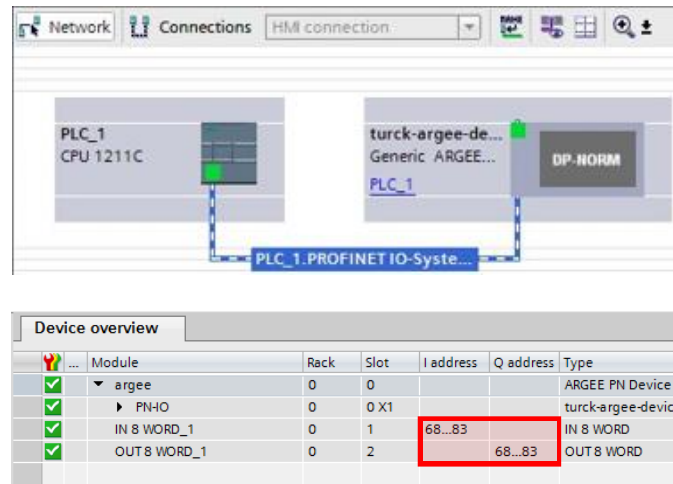 Network Connections HMI connection
PLC_1
CPU 1211C
turck-argee-de...
Generic ARGEE...
PLC_1
DP-NORM
PLC_1.PROFINET IO-Syste...
Device overview
... Module Rack Slot I address Q address Type
argee 0 0 ARGEE PN Device
PN-IO 0 0 X1 turck-argee-devic
IN 8 WORD_1 0 1 68...83 IN 8 WORD
OUT 8 WORD_1 0 2 68...83 OUT 8 WORD